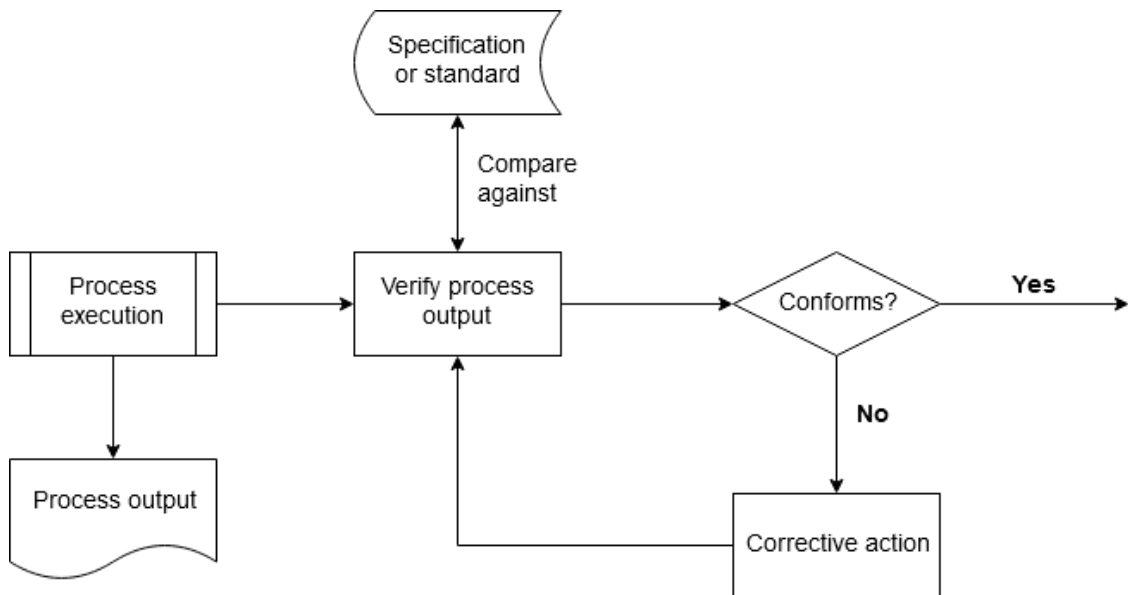 Specification
or standard
Compare
against
Process
execution
Verify process
output
Conforms?
Yes
No
Process output
Corrective action